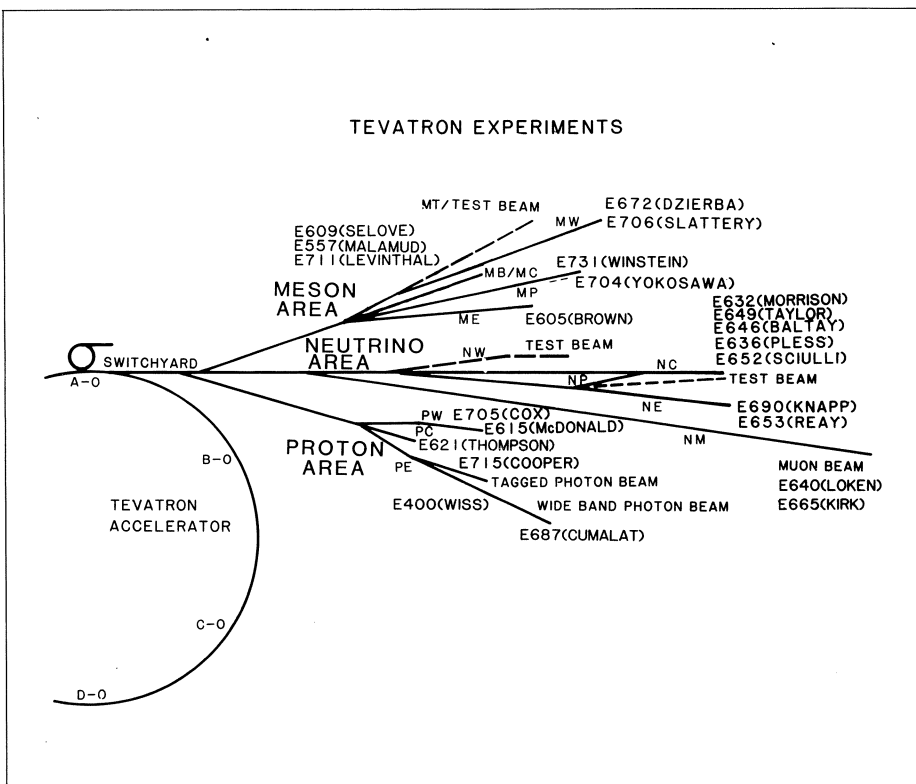 TEVATRON EXPERIMENTS
MT/TEST BEAM
MW
E672(DZIERBA)
E706(SLATTERY)
E609(SELOVE)
E557(MALAMUD)
E711(LEVINTHAL)
MB/MC
E731(WINSTEIN)
E704(YOKOSAWA)
MESON
AREA
MP
ME
E605(BROWN)
E632(MORRISON)
E649(TAYLOR)
E646(BALTAY)
E636(PLESS)
E652(SCIULLI)
NEUTRINO
AREA
NW
TEST BEAM
SWITCHYARD
NC
A-O
NP
TEST BEAM
NE
E690(KNAPP)
E653(REAY)
NM
MUON BEAM
E640(LOKEN)
E665(KIRK)
PW
E705(COX)
E615(McDONALD)
PC
E621(THOMPSON)
PROTON
AREA
PE
E715(COOPER)
TAGGED PHOTON BEAM
E400(WISS)
WIDE BAND PHOTON BEAM
E687(CUMALAT)
B-O
TEVATRON
ACCELERATOR
C-O
D-O